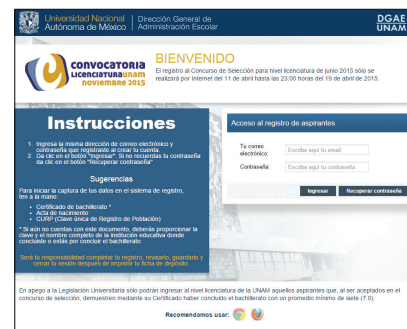 Universidad Nacional
Autónoma de México
Dirección General de
Administración Escolar
DGAE
UNAM
CONVOCATORIA
LICENCIATURAunam
NOVIEMBRE 2015
BIENVENIDO
El registro al Concurso de Selección para nivel licenciatura de junio 2015 sólo se
realizará por Internet del 11 de abril hasta las 23:00 horas del 19 de abril de 2015.
Instrucciones
1. Ingresa la misma dirección de correo electrónico y
contraseña que registraste al crear tu cuenta.
2. Da clic en el botón "Ingresar". Si no recuerdas tu contraseña
da clic en el botón "Recuperar contraseña"
Sugerencias
Para iniciar la captura de tus datos en el sistema de registro,
ten a la mano:
• Certificado de bachillerato *
• Acta de nacimiento
• CURP (Clave única de Registro de Población)
* Si aún no cuentas con este documento, deberás proporcionar la
clave y el nombre completo de la institución educativa donde
concluiste o estás por concluir el bachillerato.
Será tu responsabilidad completar tu registro, revisarlo, guardarlo y
cerrar tu sesión después de imprimir tu ficha de depósito.
Acceso al registro de aspirantes
Tu correo
electrónico:
Escribe aquí tu email
Contraseña:
Escribe aquí tu contraseña
Ingresar
Recuperar contraseña
En apego a la Legislación Universitaria sólo podrán ingresar al nivel licenciatura de la UNAM aquellos aspirantes que, al ser aceptados en el
concurso de selección, demuestren mediante su Certificado haber concluido el bachillerato con un promedio mínimo de siete (7.0).
Recomendamos usar: